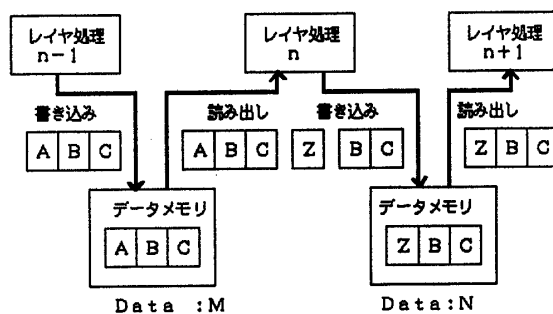 レイヤ処理
n-1
レイヤ処理
n
レイヤ処理
n+1
書き込み
読み出し
書き込み
読み出し
A B C
A B C
Z B C
Z B C
データメモリ
データメモリ
A B C
Z B C
Data :M
Data:N